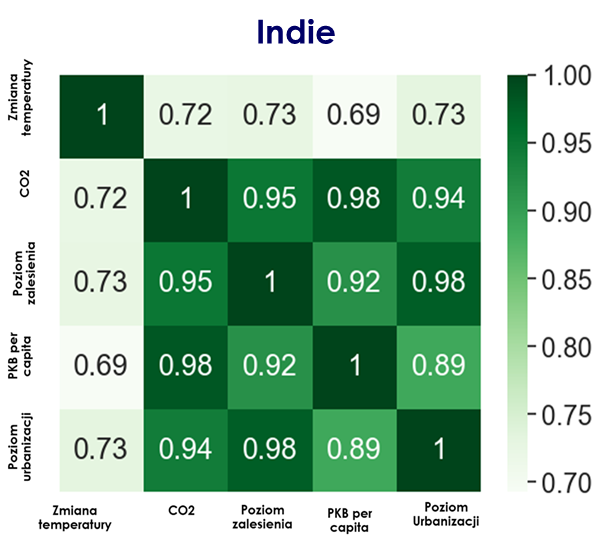 Indie
Zmiana
temperatury
1 0.72 0.73 0.69 0.73
1.00
CO2
0.72 1 0.95 0.98 0.94
0.95
0.90
Poziom
zalesienia
0.73 0.95 1 0.92 0.98
0.85
PKB per
capita
0.69 0.98 0.92 1 0.89
0.80
0.75
Poziom
urbanizacji
0.73 0.94 0.98 0.89 1
0.70
Zmiana
temperatury
CO2
Poziom
zalesienia
PKB per
capita
Poziom
Urbanizacji